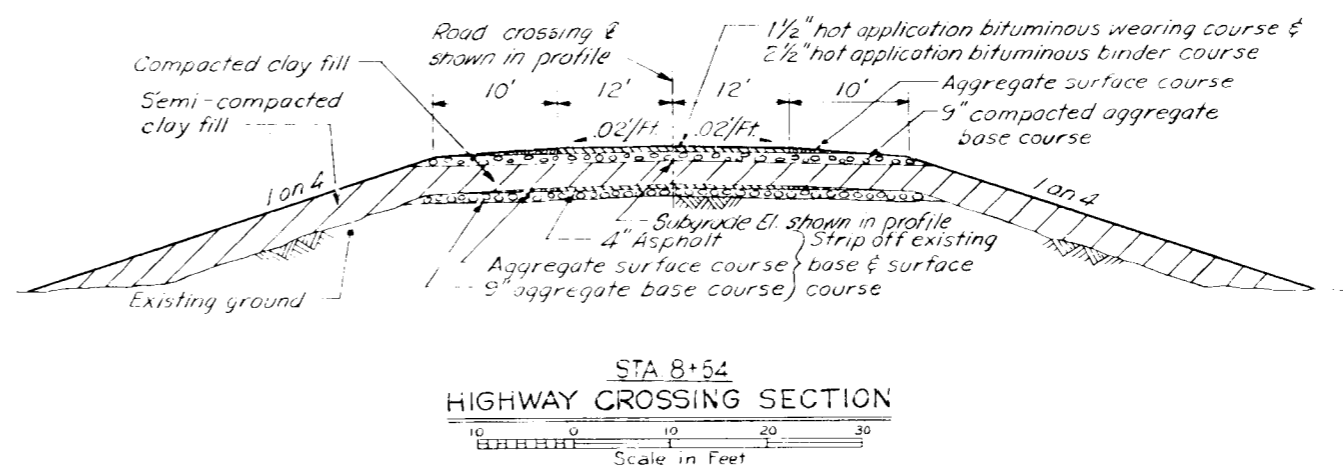 Road crossing ℄
shown in profile
1½" hot application bituminous wearing course &
2½" hot application bituminous binder course
Compacted clay fill
Semi-compacted
clay fill
Aggregate surface course
9" compacted aggregate
base course
10' 12' 12' 10'
.02'/Ft. .02'/Ft.
1 on 4
1 on 4
Subgrade El. shown in profile
4" Asphalt
Aggregate surface course
9" aggregate base course
Strip off existing
base & surface
course
Existing ground
STA. 8+54
HIGHWAY CROSSING SECTION
10 0 10 20 30
Scale in Feet